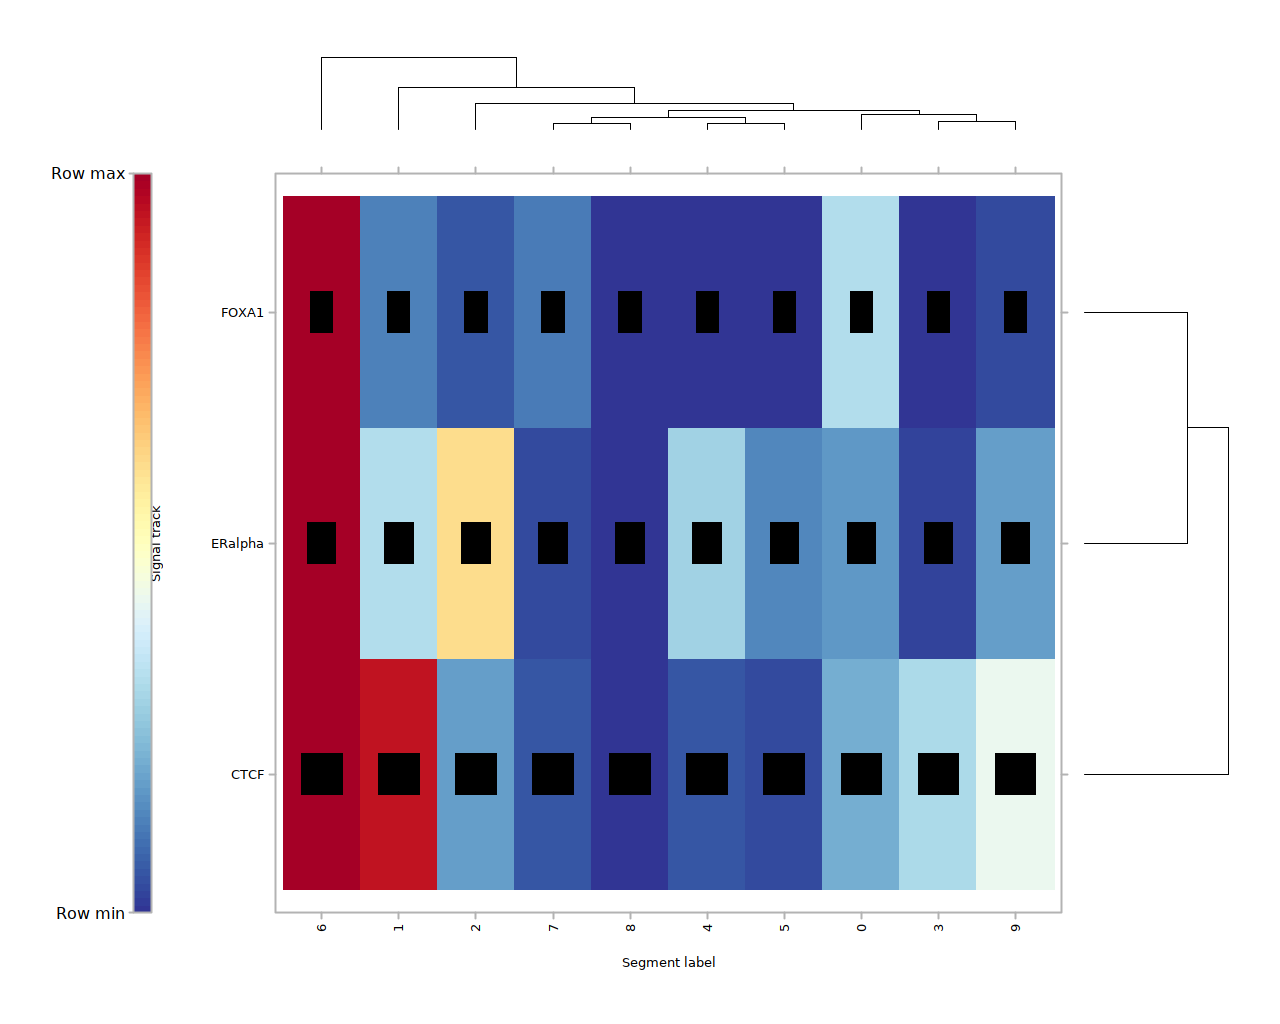 Row max
FOXA1
Signal track
ERalpha
CTCF
Row min
6 1 2 7 8 4 5 0 3 9
Segment label